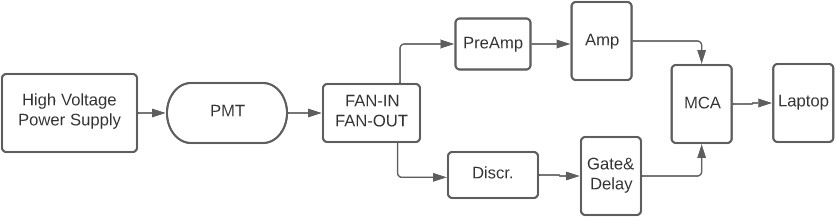 High Voltage
Power Supply
PMT
FAN-IN
FAN-OUT
PreAmp
Amp
Discr.
Gate&
Delay
MCA
Laptop